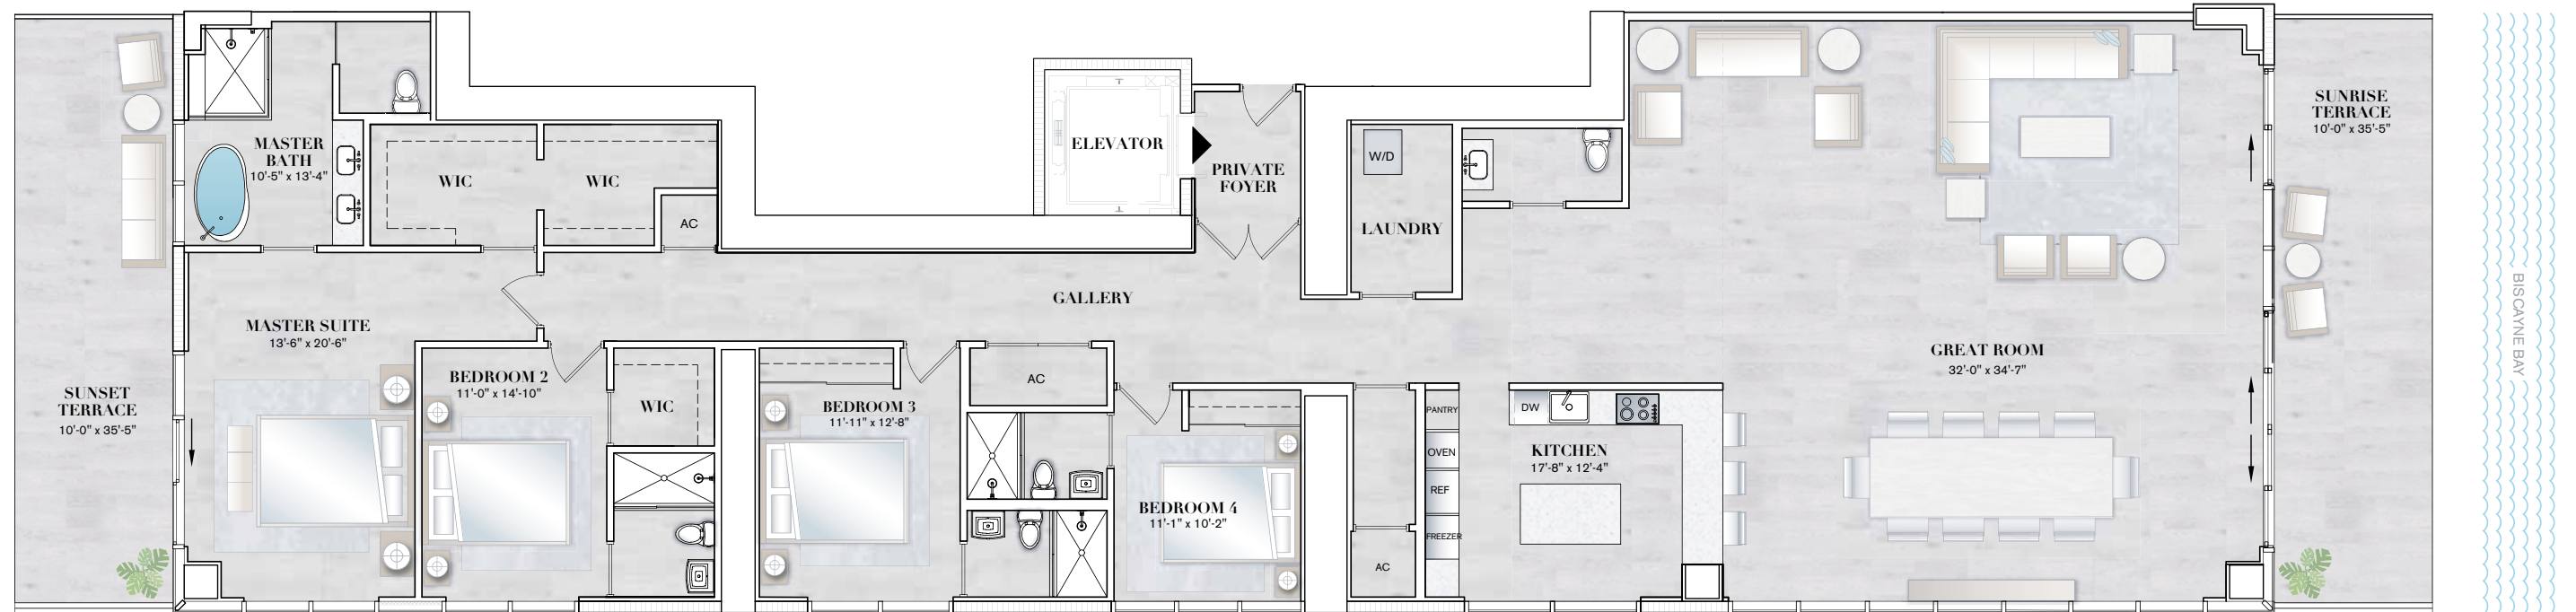 MASTER
BATH
10'-5" x 13'-4"
WIC
WIC
AC
ELEVATOR
PRIVATE
FOYER
W/D
LAUNDRY
SUNRISE
TERRACE
10'-0" x 35'-5"
BISCAYNE BAY
GALLERY
MASTER SUITE
13'-6" x 20'-6"
SUNSET
TERRACE
10'-0" x 35'-5"
BEDROOM 2
11'-0" x 14'-10"
WIC
BEDROOM 3
11'-11" x 12'-8"
AC
BEDROOM 4
11'-1" x 10'-2"
AC
PANTRY
OVEN
REF
FREEZER
DW
KITCHEN
17'-8" x 12'-4"
GREAT ROOM
32'-0" x 34'-7"